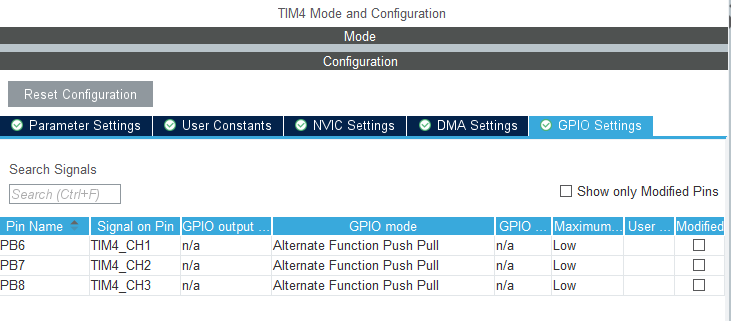 TIM4 Mode and Configuration
Mode
Configuration
Reset Configuration
Parameter Settings User Constants NVIC Settings DMA Settings GPIO Settings
Search Signals
Search (Ctrl+F)
Show only Modified Pins
Pin Name Signal on Pin GPIO output ... GPIO mode GPIO ... Maximum... User ... Modified
PB6 TIM4_CH1 n/a Alternate Function Push Pull n/a Low
PB7 TIM4_CH2 n/a Alternate Function Push Pull n/a Low
PB8 TIM4_CH3 n/a Alternate Function Push Pull n/a Low